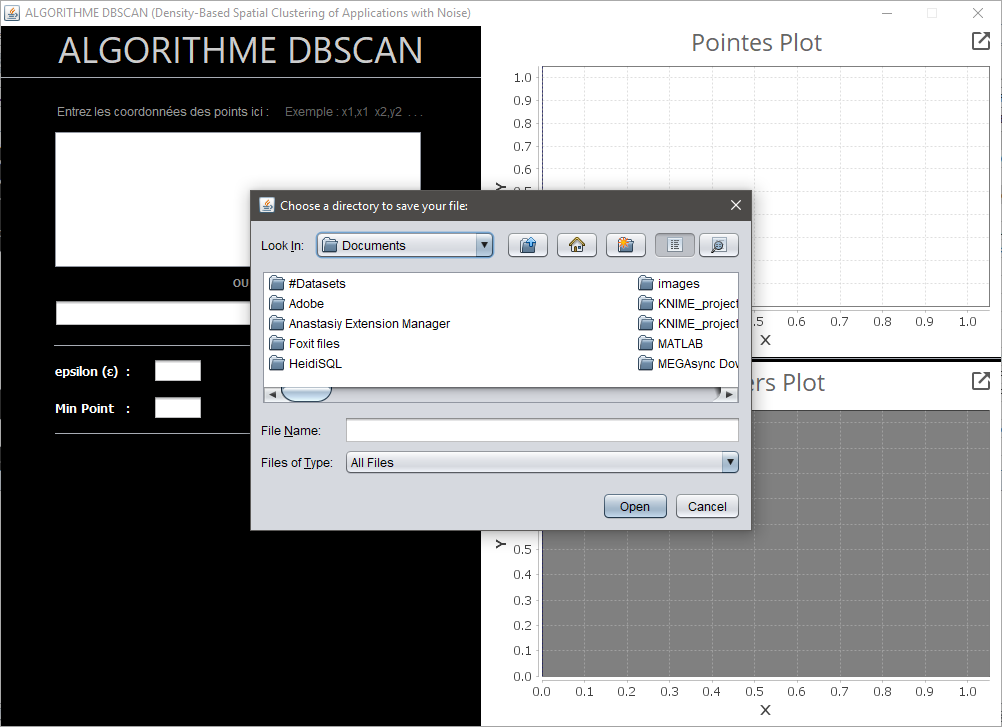 ALGORITHME DBSCAN (Density-Based Spatial Clustering of Applications with Noise)
ALGORITHME DBSCAN
Entrez les coordonnées des points ici :
Exemple : x1,x1 x2,y2 . . .
OU
epsilon (ε) :
Min Point :
Pointes Plot
1.0
0.9
0.8
0.7
0.6
0.5
Y
.5 0.6 0.7 0.8 0.9 1.0
X
Choose a directory to save your file:
Look In:
Documents
#Datasets
Adobe
Anastasiy Extension Manager
Foxit files
HeidiSQL
images
KNIME_project
KNIME_project
MATLAB
MEGAsync Dov
File Name:
Files of Type:
All Files
Open
Cancel
ers Plot
Y
0.5
0.4
0.3
0.2
0.1
0.0
0.0 0.1 0.2 0.3 0.4 0.5 0.6 0.7 0.8 0.9 1.0
X